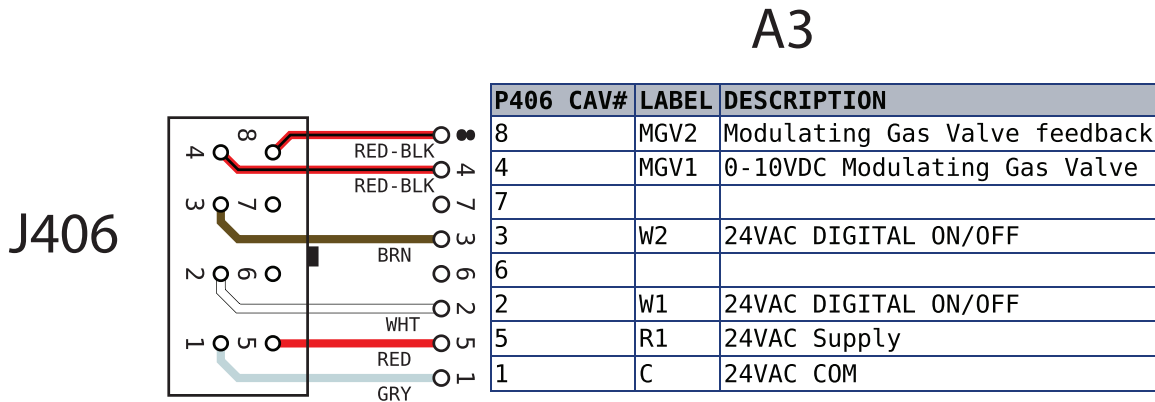 A3
J406
4 8
3 7
2 6
1 5
RED-BLK
RED-BLK
BRN
WHT
RED
GRY
8
4
7
3
6
2
5
1
P406 CAV# LABEL DESCRIPTION
8 MGV2 Modulating Gas Valve feedback
4 MGV1 0-10VDC Modulating Gas Valve
7
3 W2 24VAC DIGITAL ON/OFF
6
2 W1 24VAC DIGITAL ON/OFF
5 R1 24VAC Supply
1 C 24VAC COM